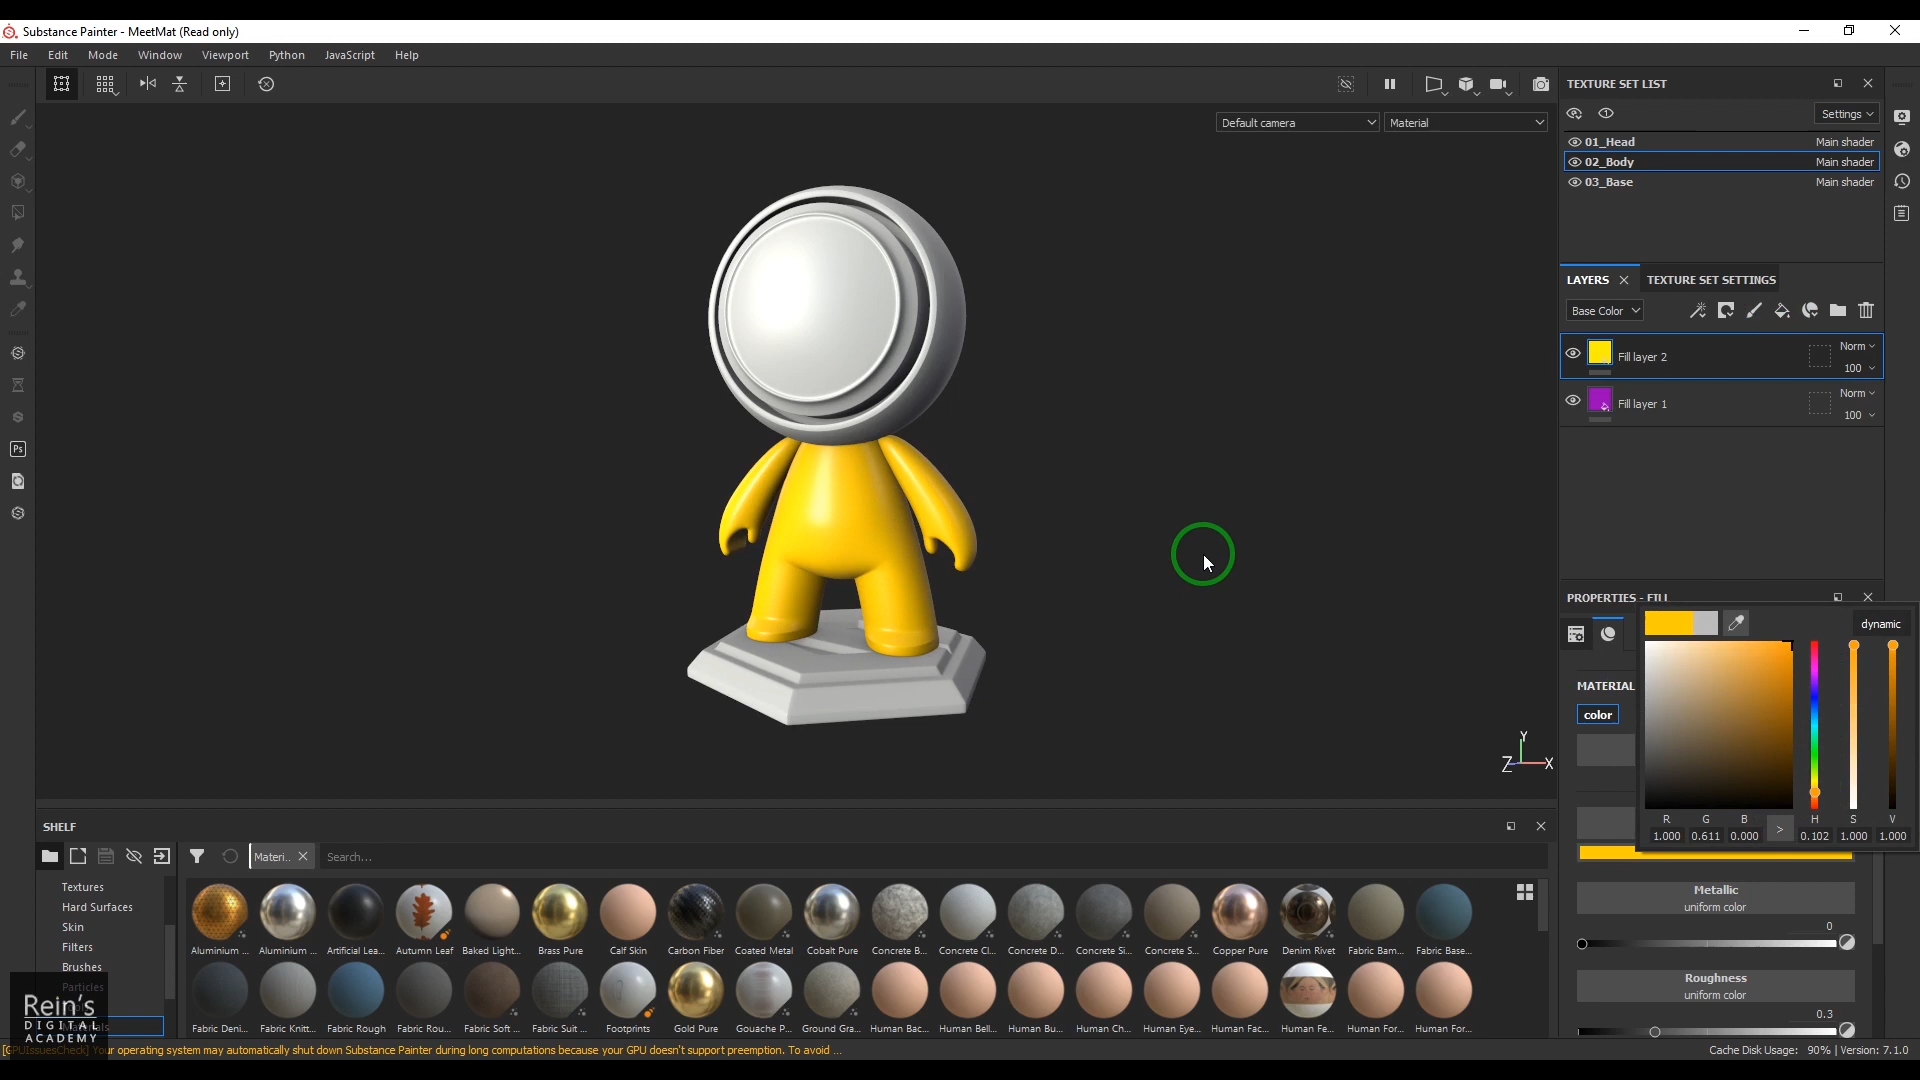 Substance Painter - MeetMat (Read only)
File Edit Mode Window Viewport Python JavaScript Help
Default camera Material
TEXTURE SET LIST
Settings
01_Head Main shader
02_Body Main shader
03_Base Main shader
LAYERS TEXTURE SET SETTINGS
Base Color
Fill layer 2 Norm 100
Fill layer 1 Norm 100
PROPERTIES - FILL
dynamic
MATERIAL
color
R G B H S V
1.000 0.611 0.000 > 0.102 1.000 1.000
Metallic
uniform color
0
Roughness
uniform color
0.3
Y
Z X
SHELF
Materi.. Search...
Textures
Hard Surfaces
Skin
Filters
Brushes
Particles
Aluminium ... Aluminium ... Artificial Lea... Autumn Leaf Baked Light... Brass Pure Calf Skin Carbon Fiber Coated Metal Cobalt Pure Concrete B... Concrete Cl... Concrete D... Concrete Si... Concrete S... Copper Pure Denim Rivet Fabric Bam... Fabric Base...
Fabric Deni... Fabric Knitt... Fabric Rough Fabric Rou... Fabric Soft ... Fabric Suit ... Footprints Gold Pure Gouache P... Ground Gra... Human Bac... Human Bell... Human Bu... Human Ch... Human Eye... Human Fac... Human Fe... Human For... Human For...
Ps
Rein's
DIGITAL
ACADEMY
[GPUIssuesCheck] Your operating system may automatically shut down Substance Painter during long computations because your GPU doesn't support preemption. To avoid ...
Cache Disk Usage: 90% | Version: 7.1.0